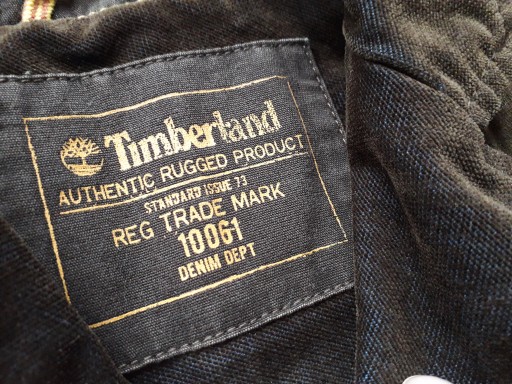 Timberland
AUTHENTIC RUGGED PRODUCT
STANDARD ISSUE 73
REG TRADE MARK
10061
DENIM DEPT